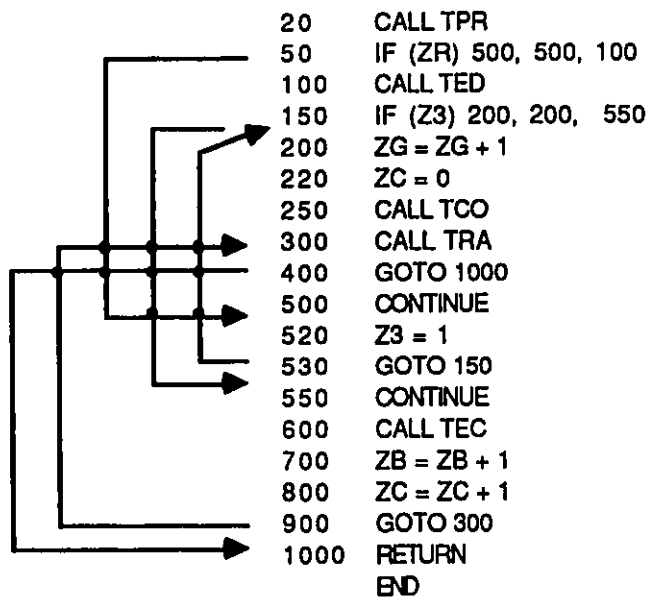 20 CALL TPR
50 IF (ZR) 500, 500, 100
100 CALL TED
150 IF (Z3) 200, 200, 550
200 ZG = ZG + 1
220 ZC = 0
250 CALL TCO
300 CALL TRA
400 GOTO 1000
500 CONTINUE
520 Z3 = 1
530 GOTO 150
550 CONTINUE
600 CALL TEC
700 ZB = ZB + 1
800 ZC = ZC + 1
900 GOTO 300
1000 RETURN
END